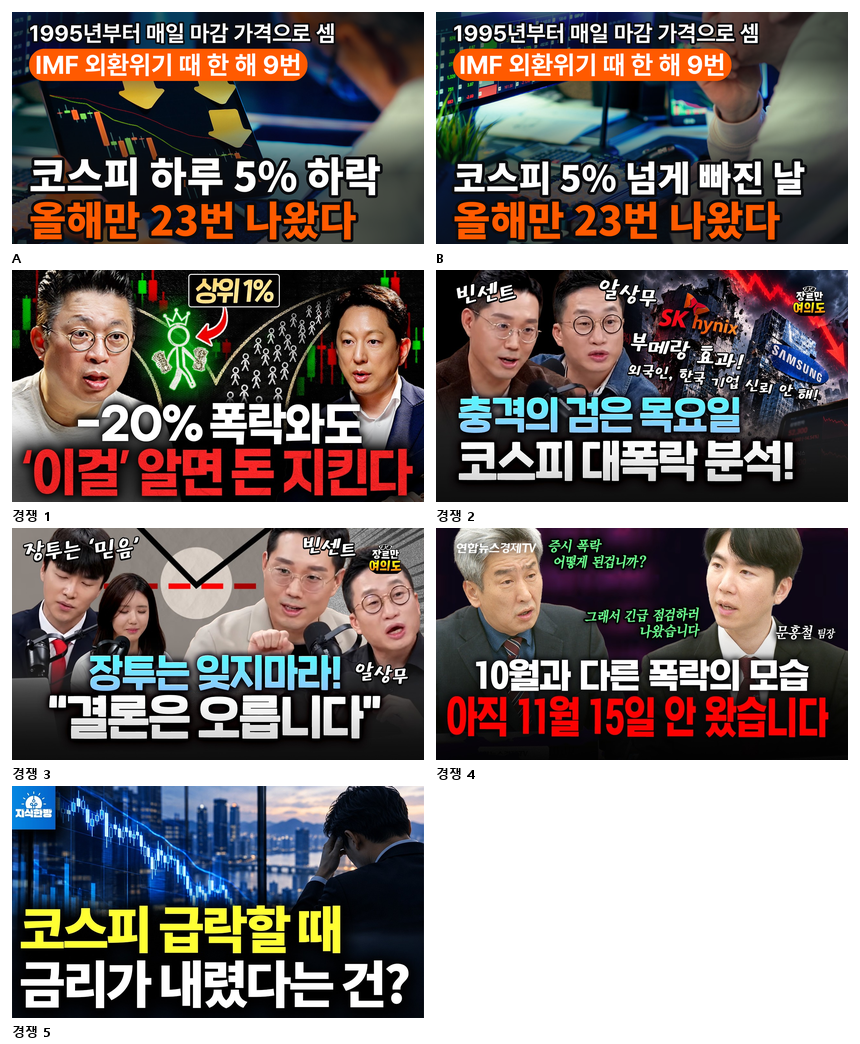 1995년부터 매일 마감 가격으로 셈
IMF 외환위기 때 한 해 9번
코스피 하루 5% 하락
올해만 23번 나왔다
A
1995년부터 매일 마감 가격으로 셈
IMF 외환위기 때 한 해 9번
코스피 5% 넘게 빠진 날
올해만 23번 나왔다
B
상위 1%
-20% 폭락와도
'이걸' 알면 돈 지킨다
경쟁 1
빈센트
알상무
장르만
여의도
SK hynix
부메랑 효과!
외국인, 한국 기업 신뢰 안 해!
SAMSUNG
충격의 검은 목요일
코스피 대폭락 분석!
경쟁 2
장투는 '믿음'
빈센트
장르만
여의도
알상무
장투는 잊지마라!
"결론은 오릅니다"
경쟁 3
연합뉴스경제TV
증시 폭락
어떻게 된겁니까?
그래서 긴급 점검하러
나왔습니다
문홍철 팀장
10월과 다른 폭락의 모습
아직 11월 15일 안 왔습니다
경쟁 4
지식한방
코스피 급락할 때
금리가 내렸다는 건?
경쟁 5